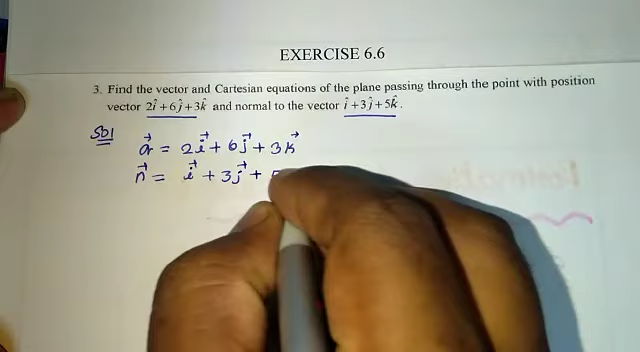 EXERCISE 6.6
3. Find the vector and Cartesian equations of the plane passing through the point with position
vector 2î + 6ĵ + 3k̂ and normal to the vector î + 3ĵ + 5k̂.
Sol
a⃗ = 2i⃗ + 6j⃗ + 3k⃗
n⃗ = i⃗ + 3j⃗ +